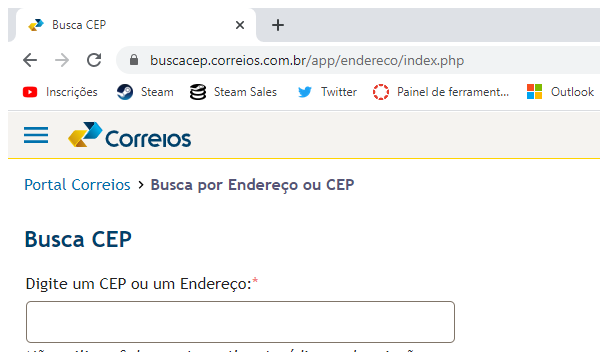 Busca CEP
buscacep.correios.com.br/app/endereco/index.php
Inscrições Steam Steam Sales Twitter Painel de ferrament... Outlook
Correios
Portal Correios > Busca por Endereço ou CEP
Busca CEP
Digite um CEP ou um Endereço:*